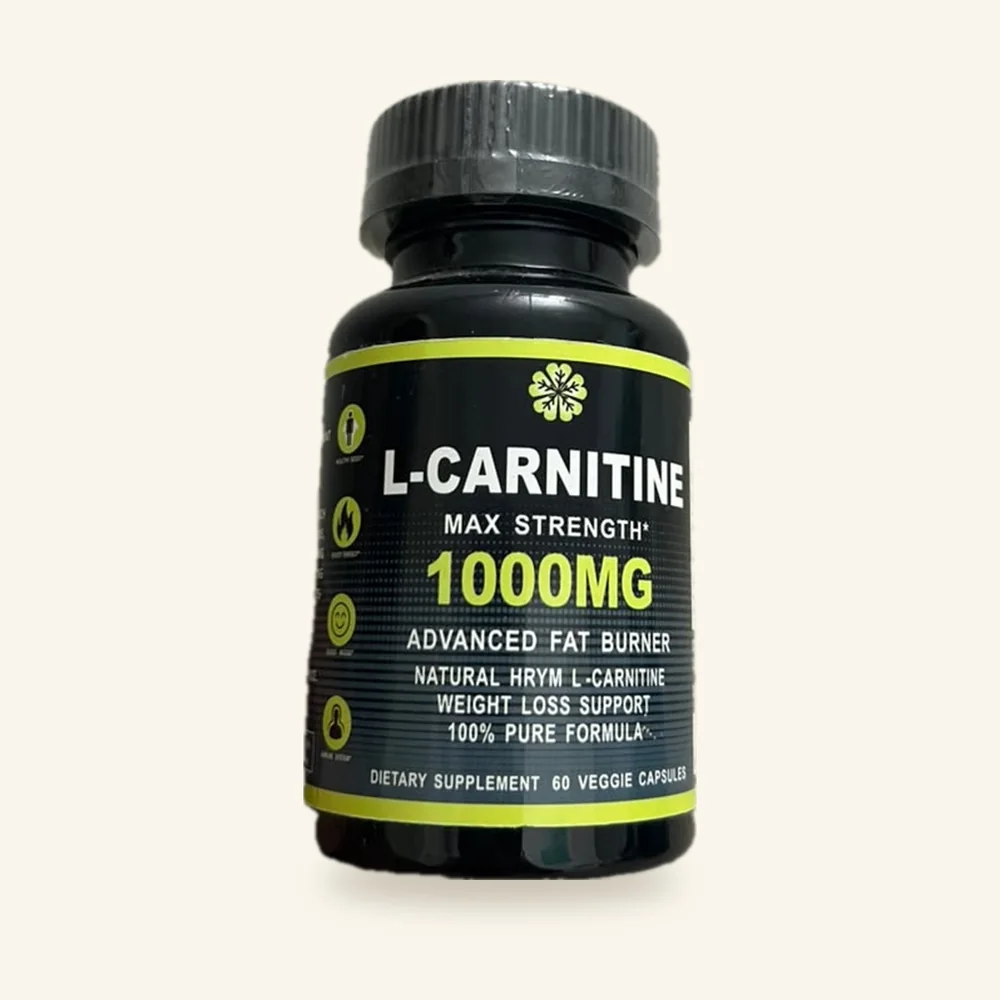 L-CARNITINE
MAX STRENGTH*
1000MG
ADVANCED FAT BURNER
NATURAL HRYM L-CARNITINE
WEIGHT LOSS SUPPORT
100% PURE FORMULA
DIETARY SUPPLEMENT 60 VEGGIE CAPSULES